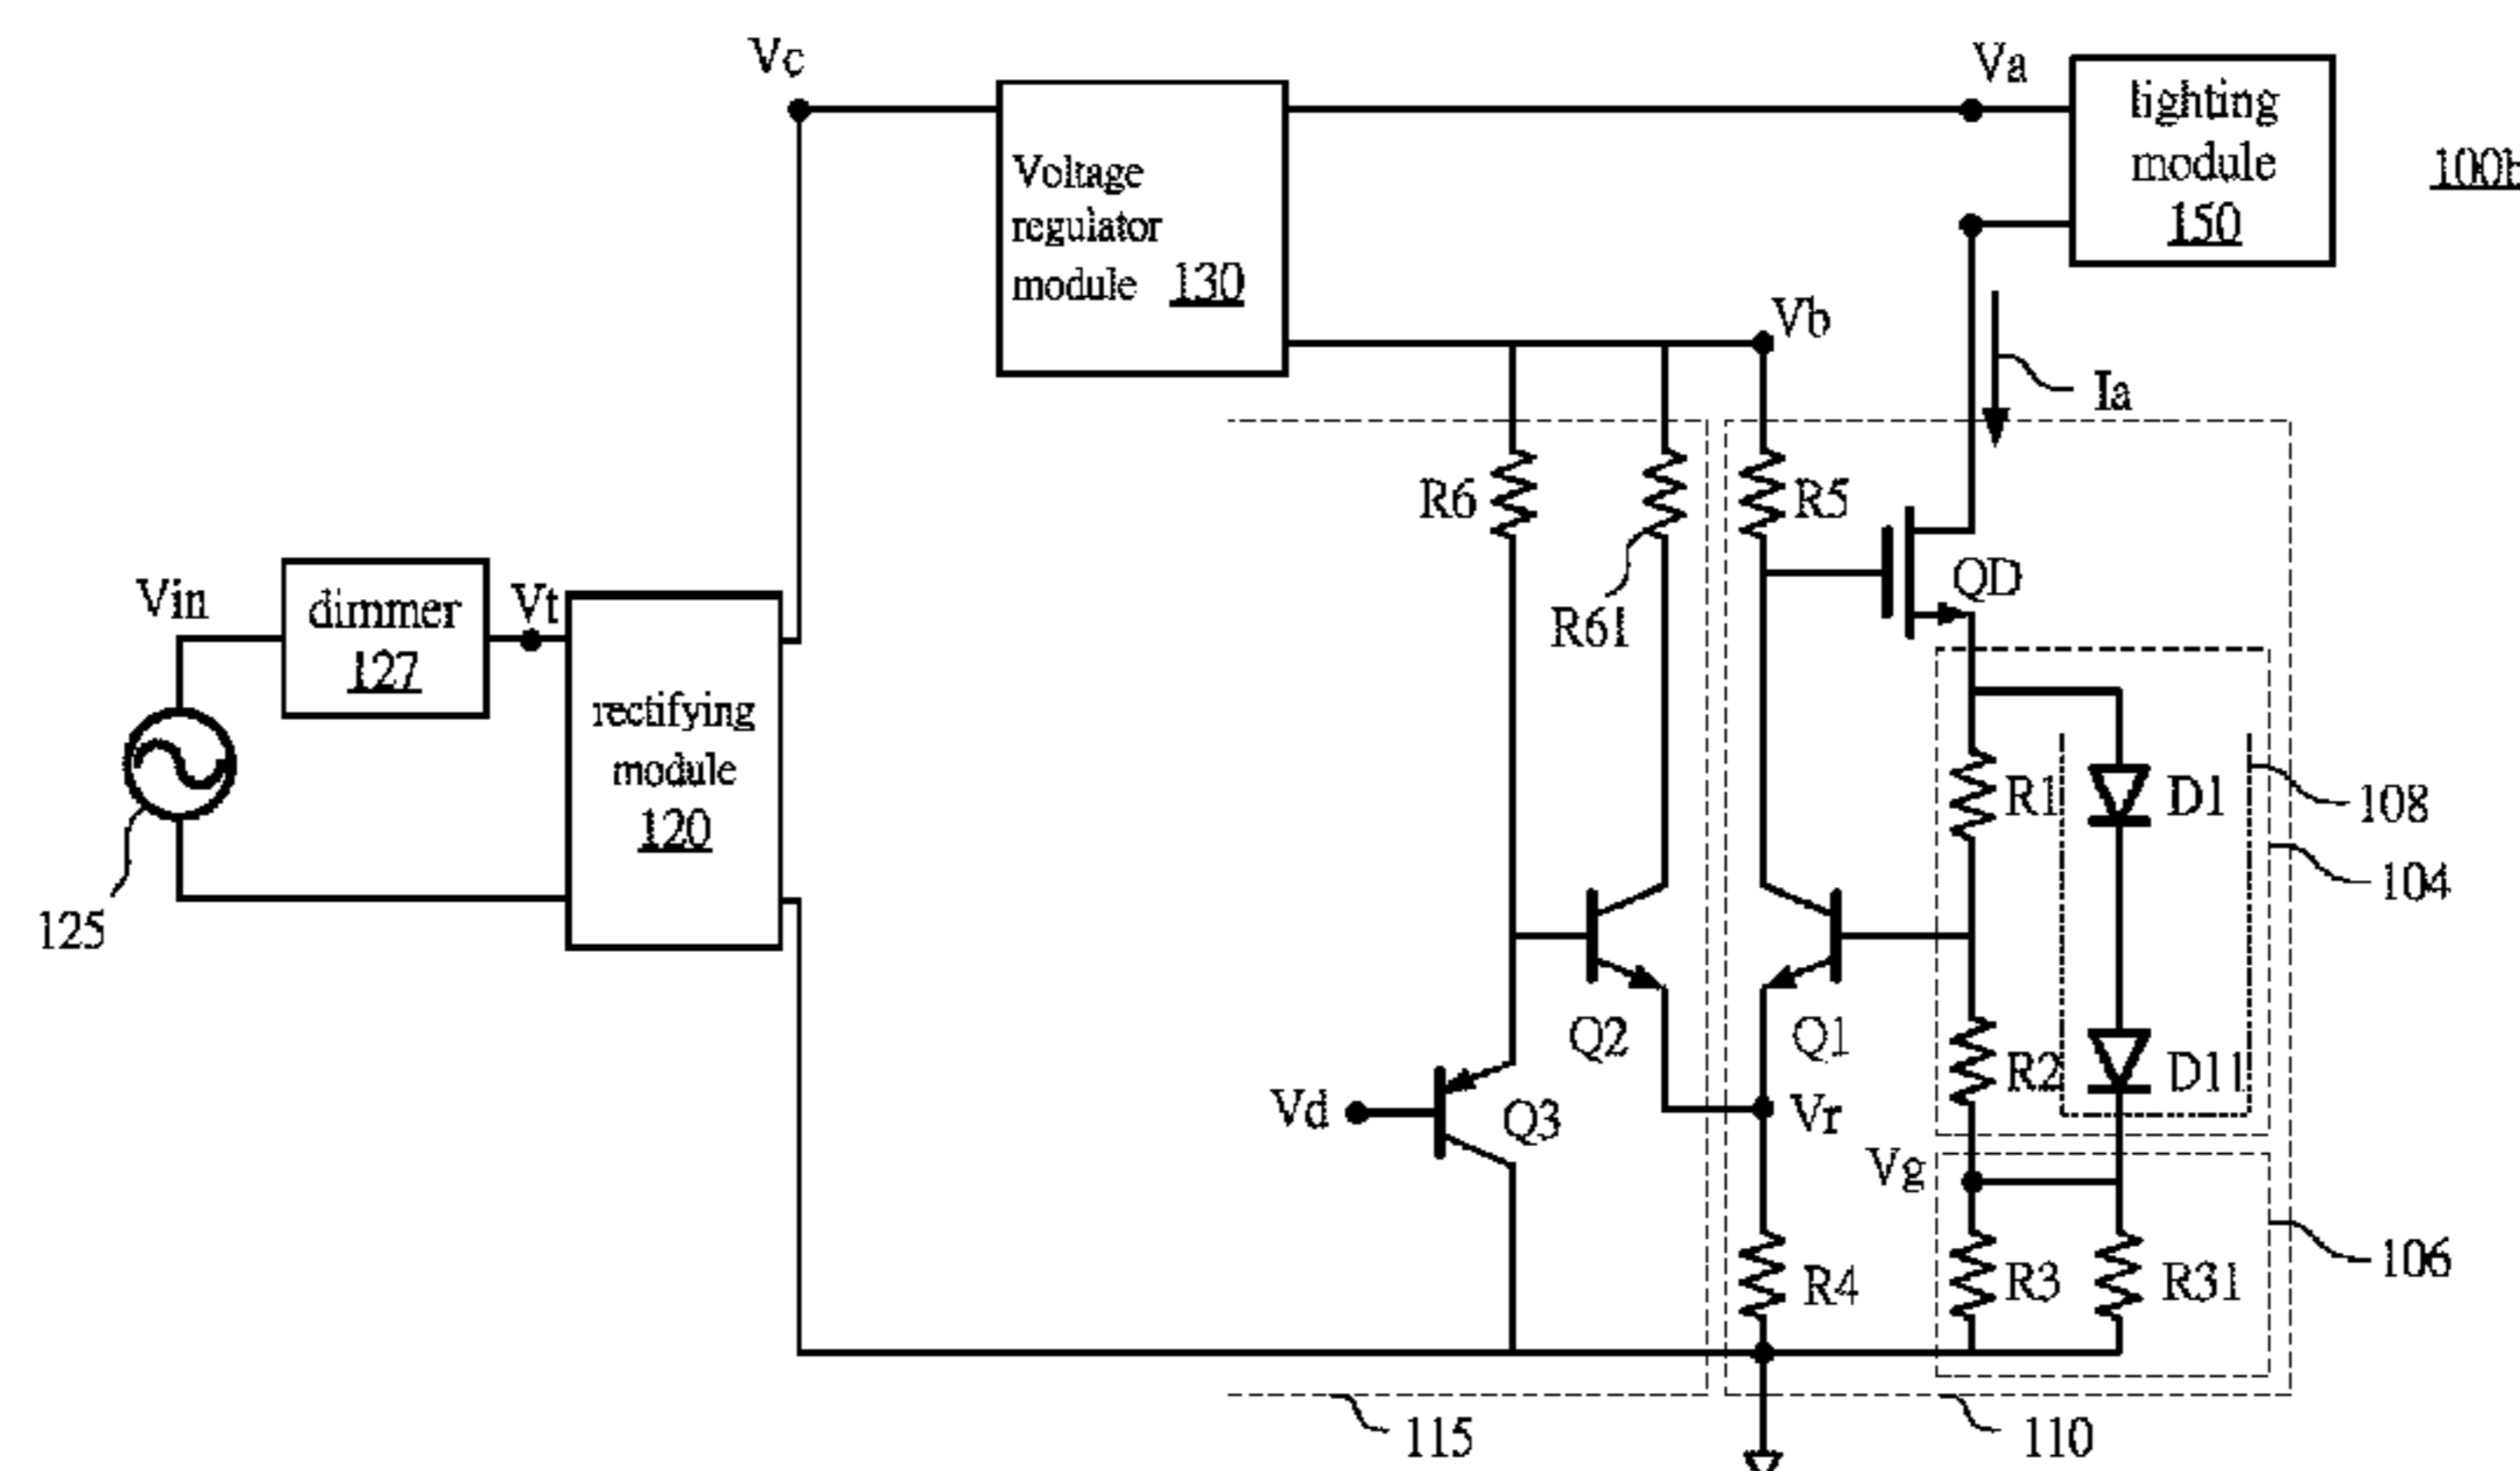 Vc
Va
lighting
module
150
100b
Voltage
regulator
module 130
Vb
Ia
R6
R5
QD
R61
Vin
dimmer
127
Vt
rectifying
module
120
125
R1
D1
108
104
Q2
Q1
R2
D11
Vd
Q3
Vr
Vg
R4
R3
R31
106
115
110